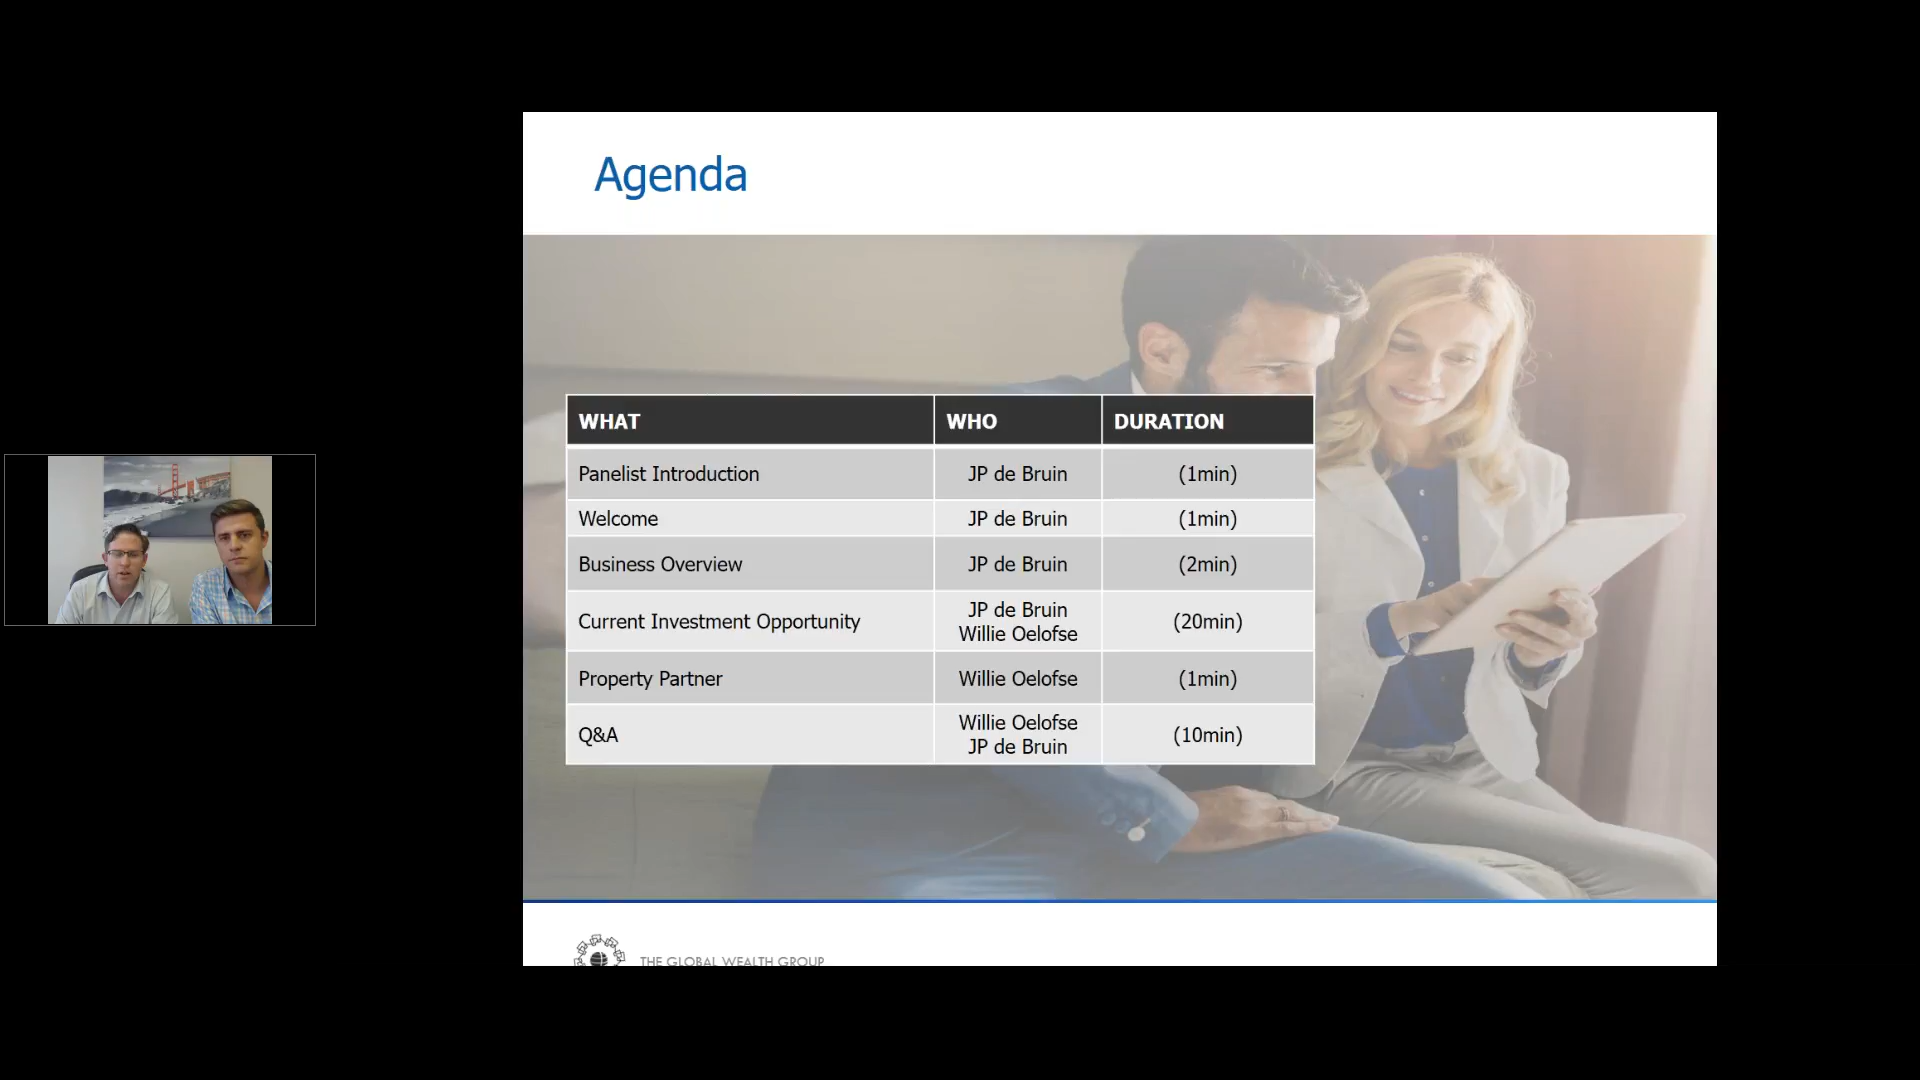 Agenda
WHAT WHO DURATION
Panelist Introduction JP de Bruin (1min)
Welcome JP de Bruin (1min)
Business Overview JP de Bruin (2min)
Current Investment Opportunity JP de Bruin (20min)
Willie Oelofse
Property Partner Willie Oelofse (1min)
Q&A Willie Oelofse (10min)
JP de Bruin
THE GLOBAL WEALTH GROUP